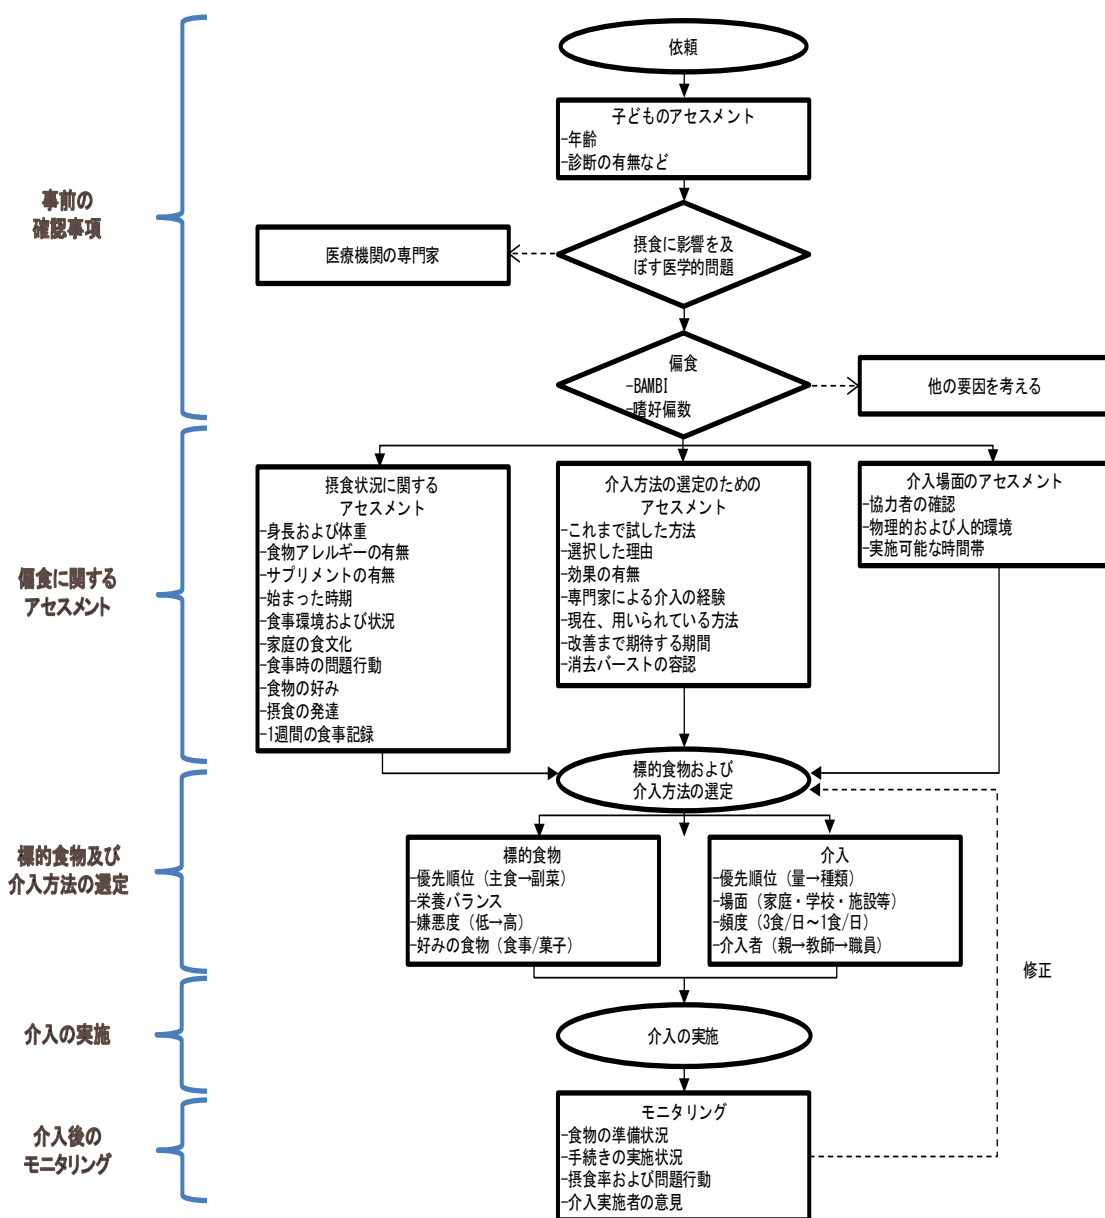 事前の
確認事項
依頼
子どものアセスメント
-年齢
-診断の有無など
医療機関の専門家
摂食に影響を及
ぼす医学的問題
偏食
-BAMBI
-嗜好偏数
他の要因を考える
偏食に関する
アセスメント
摂食状況に関する
アセスメント
-身長および体重
-食物アレルギーの有無
-サプリメントの有無
-始まった時期
-食事環境および状況
-家庭の食文化
-食事時の問題行動
-食物の好み
-摂食の発達
-1週間の食事記録
介入方法の選定のための
アセスメント
-これまで試した方法
-選択した理由
-効果の有無
-専門家による介入の経験
-現在、用いられている方法
-改善まで期待する期間
-消去バーストの容認
介入場面のアセスメント
-協力者の確認
-物理的および人的環境
-実施可能な時間帯
標的食物及び
介入方法の選定
標的食物および
介入方法の選定
標的食物
-優先順位（主食→副菜）
-栄養バランス
-嫌悪度（低→高）
-好みの食物（食事/菓子）
介入
-優先順位（量→種類）
-場面（家庭・学校・施設等）
-頻度（3食/日～1食/日）
-介入者（親→教師→職員）
修正
介入の実施
介入の実施
介入後の
モニタリング
モニタリング
-食物の準備状況
-手続きの実施状況
-摂食率および問題行動
-介入実施者の意見